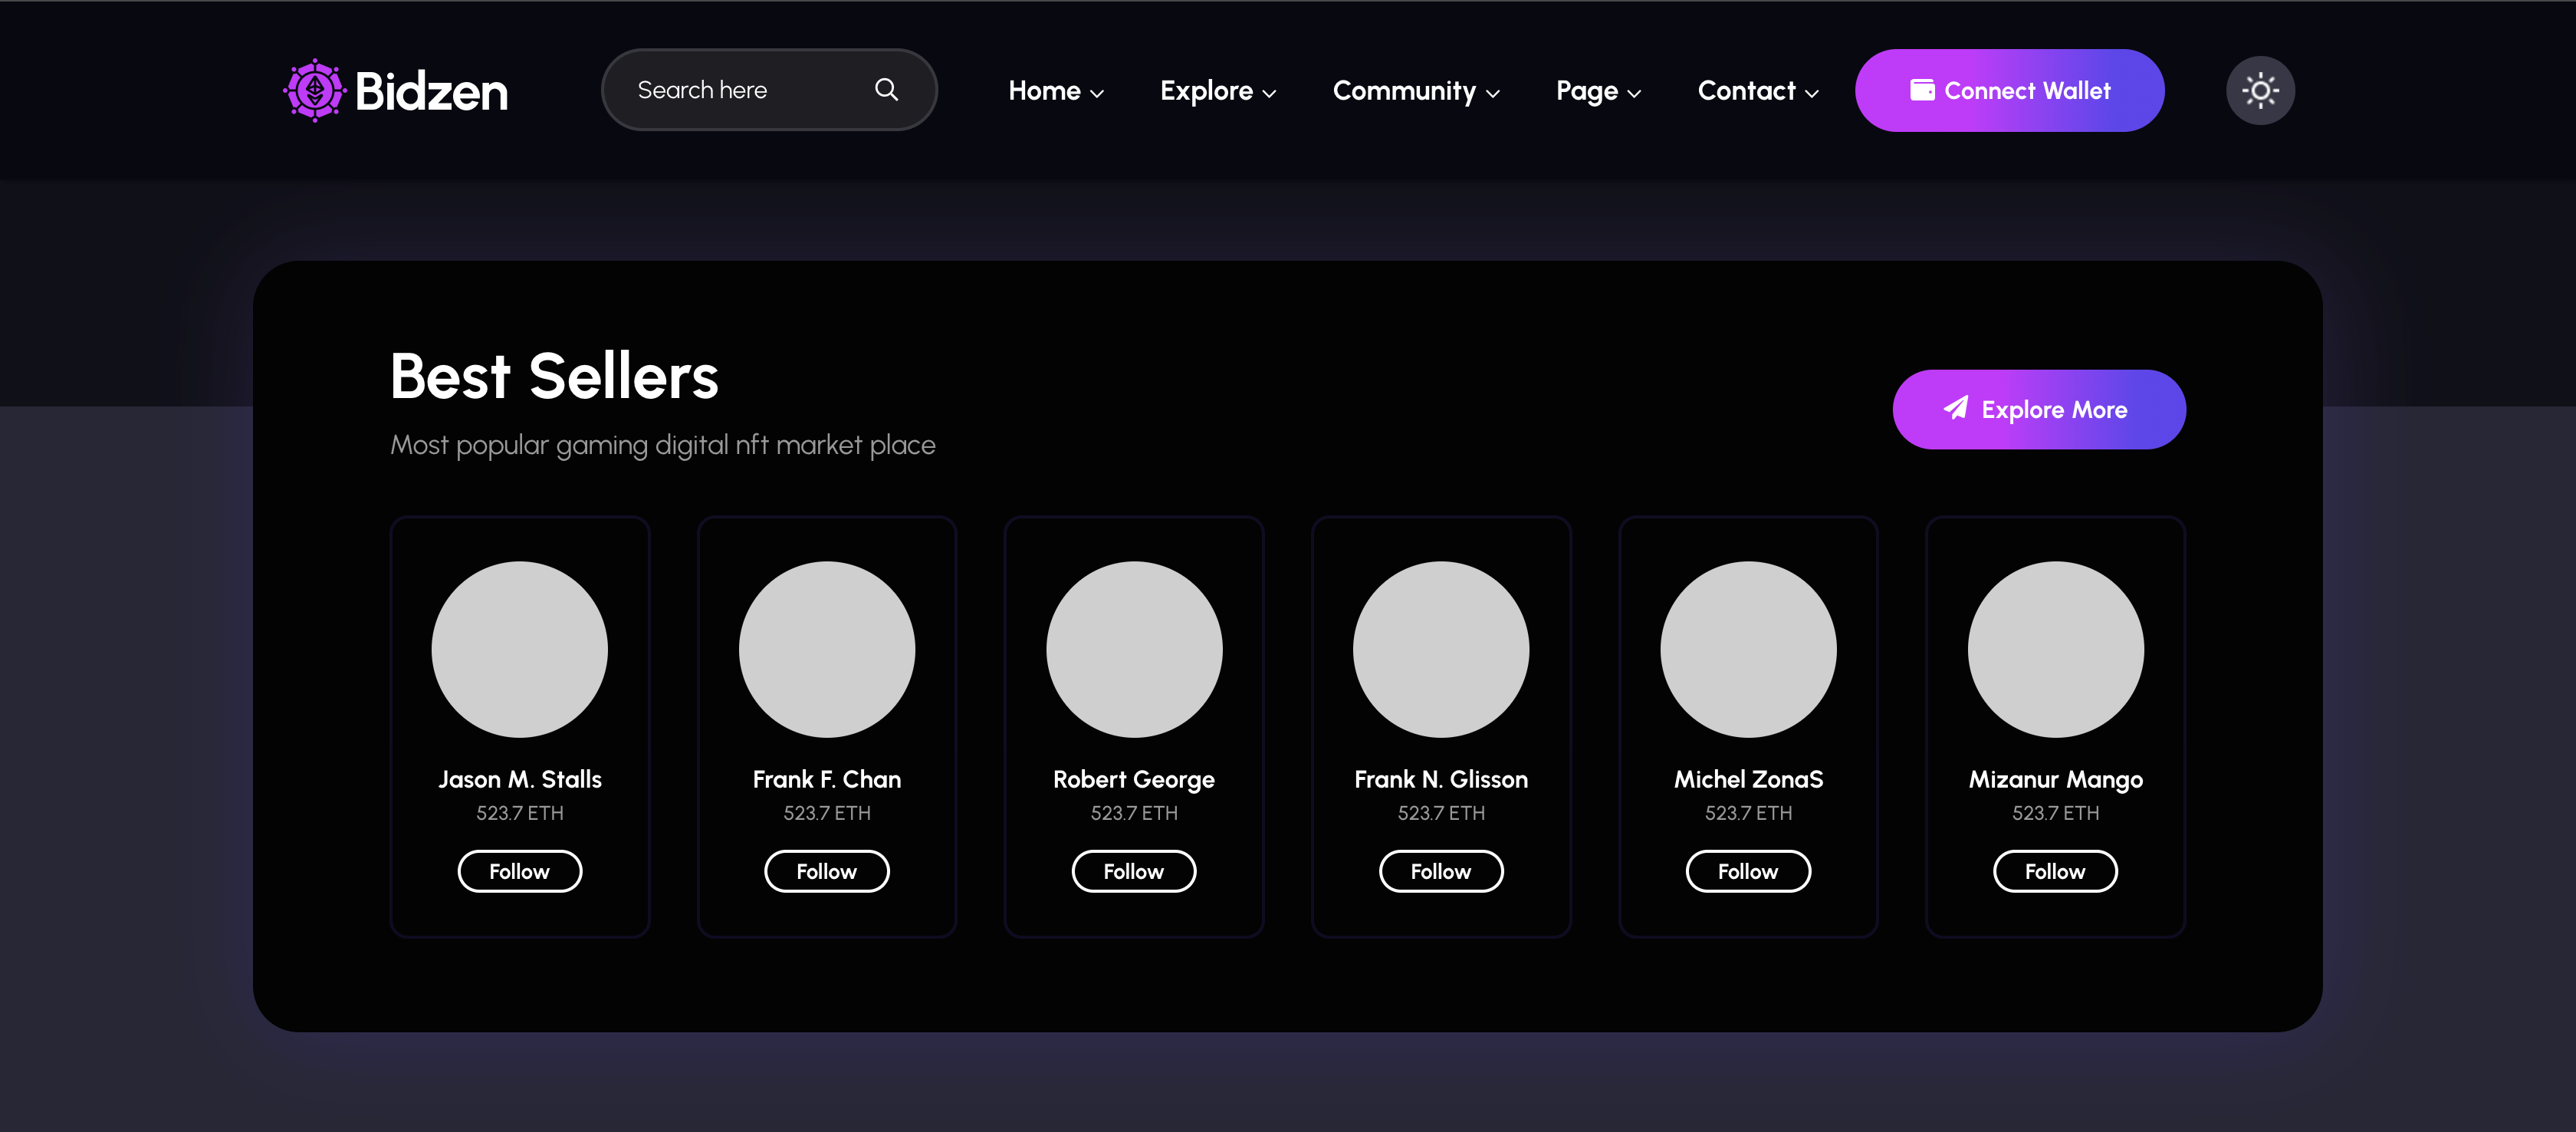 Bidzen
Search here
Home
Explore
Community
Page
Contact
Connect Wallet
Best Sellers
Most popular gaming digital nft market place
Explore More
Jason M. Stalls
523.7 ETH
Follow
Frank F. Chan
523.7 ETH
Follow
Robert George
523.7 ETH
Follow
Frank N. Glisson
523.7 ETH
Follow
Michel ZonaS
523.7 ETH
Follow
Mizanur Mango
523.7 ETH
Follow